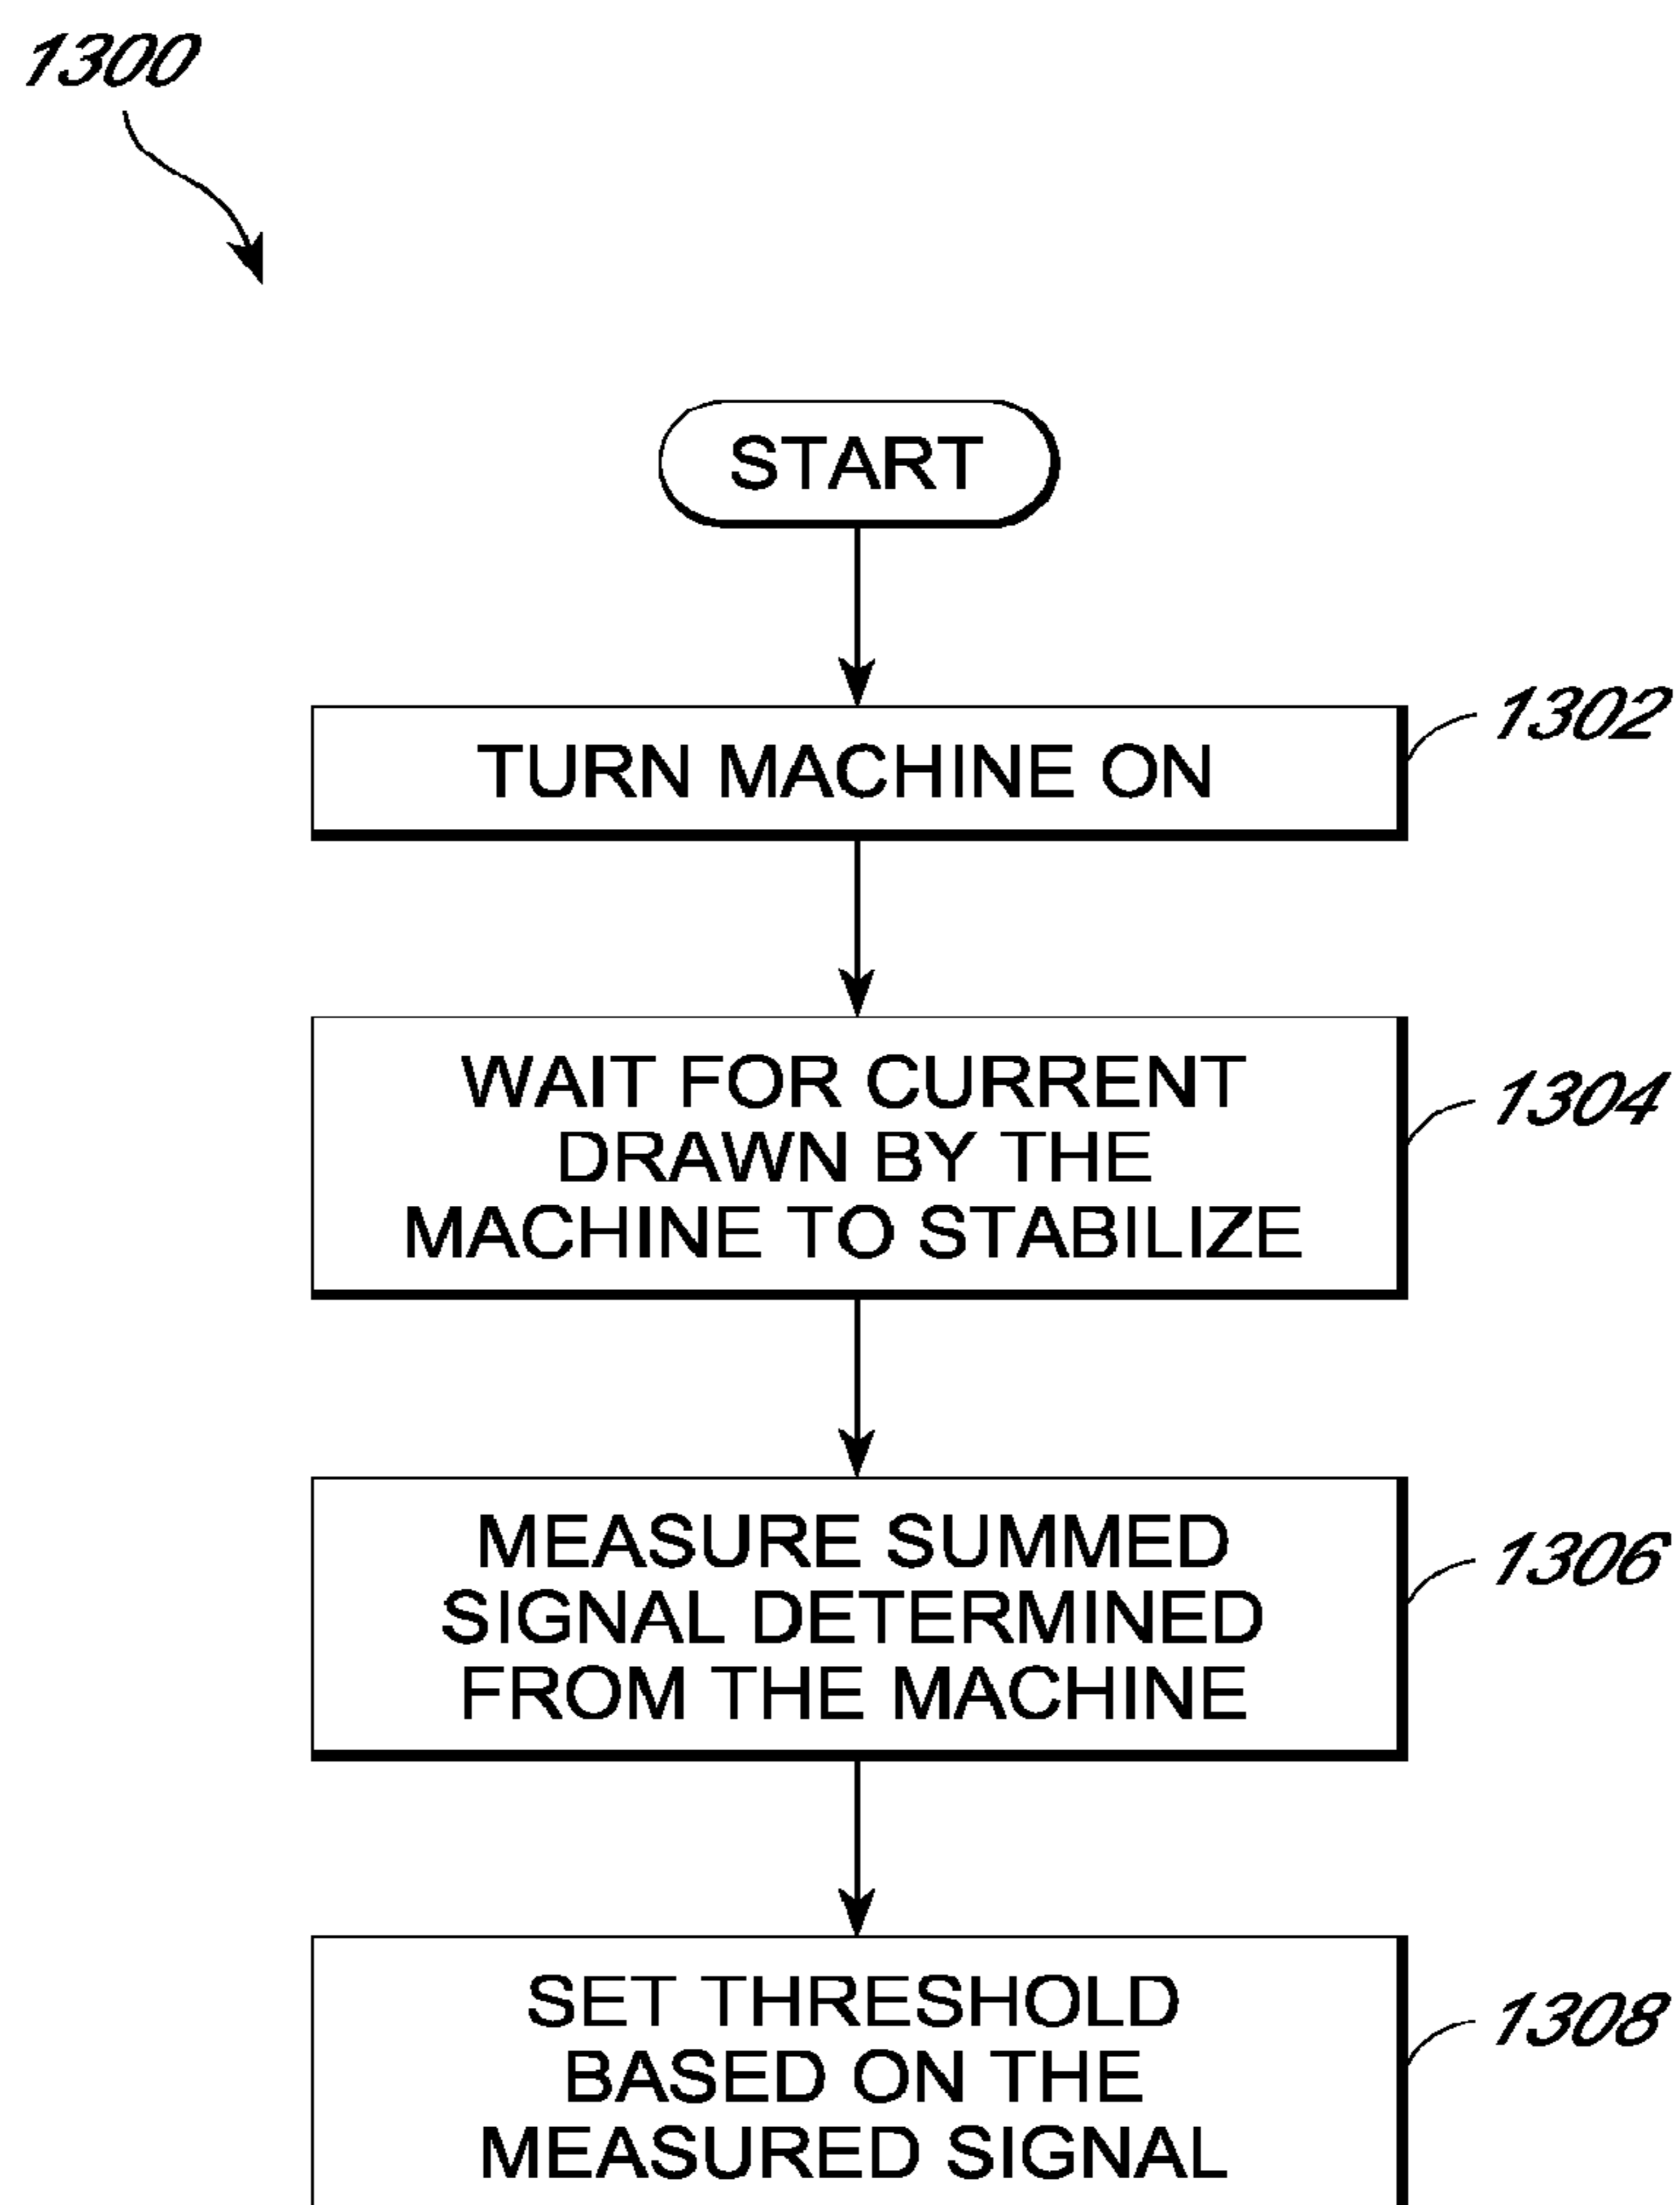 1300
START
TURN MACHINE ON
1302
WAIT FOR CURRENT
DRAWN BY THE
MACHINE TO STABILIZE
1304
MEASURE SUMMED
SIGNAL DETERMINED
FROM THE MACHINE
1306
SET THRESHOLD
BASED ON THE
MEASURED SIGNAL
1308